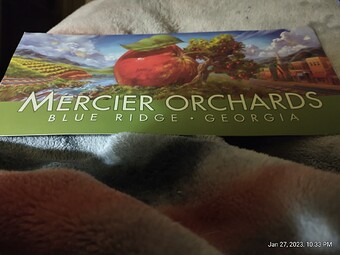 MERCIER ORCHARDS
BLUE RIDGE • GEORGIA
Jan 27, 2023, 10:33 PM